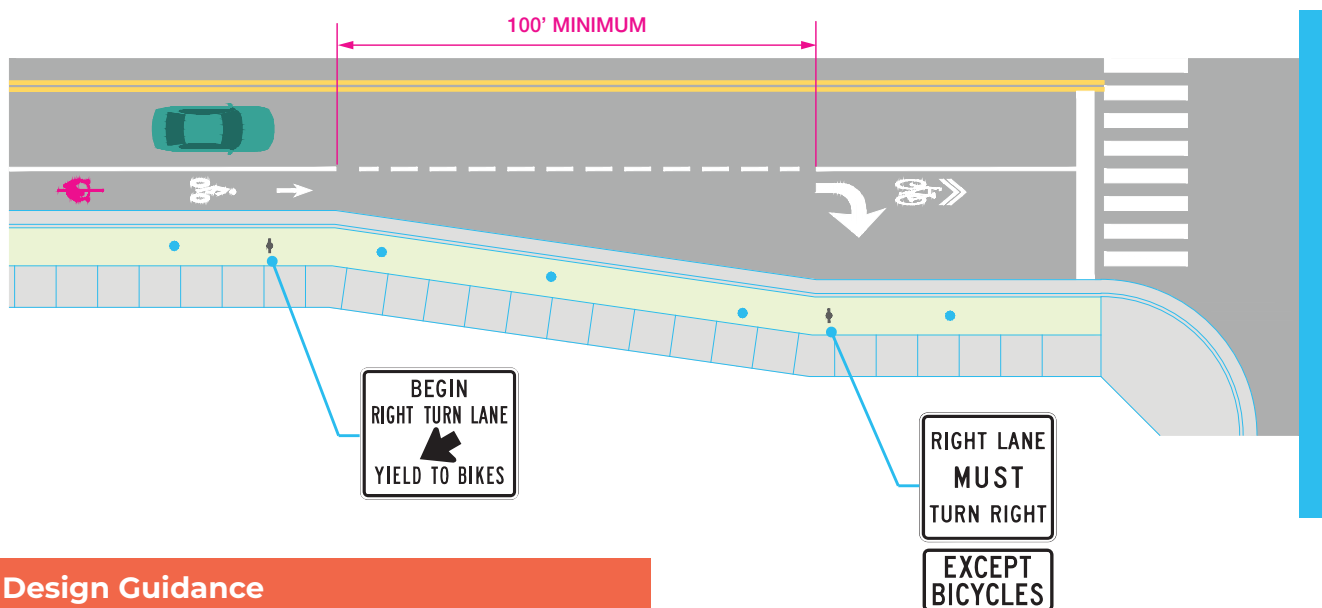 100' MINIMUM
BEGIN
RIGHT TURN LANE
YIELD TO BIKES
RIGHT LANE
MUST
TURN RIGHT
EXCEPT
BICYCLES
Design Guidance